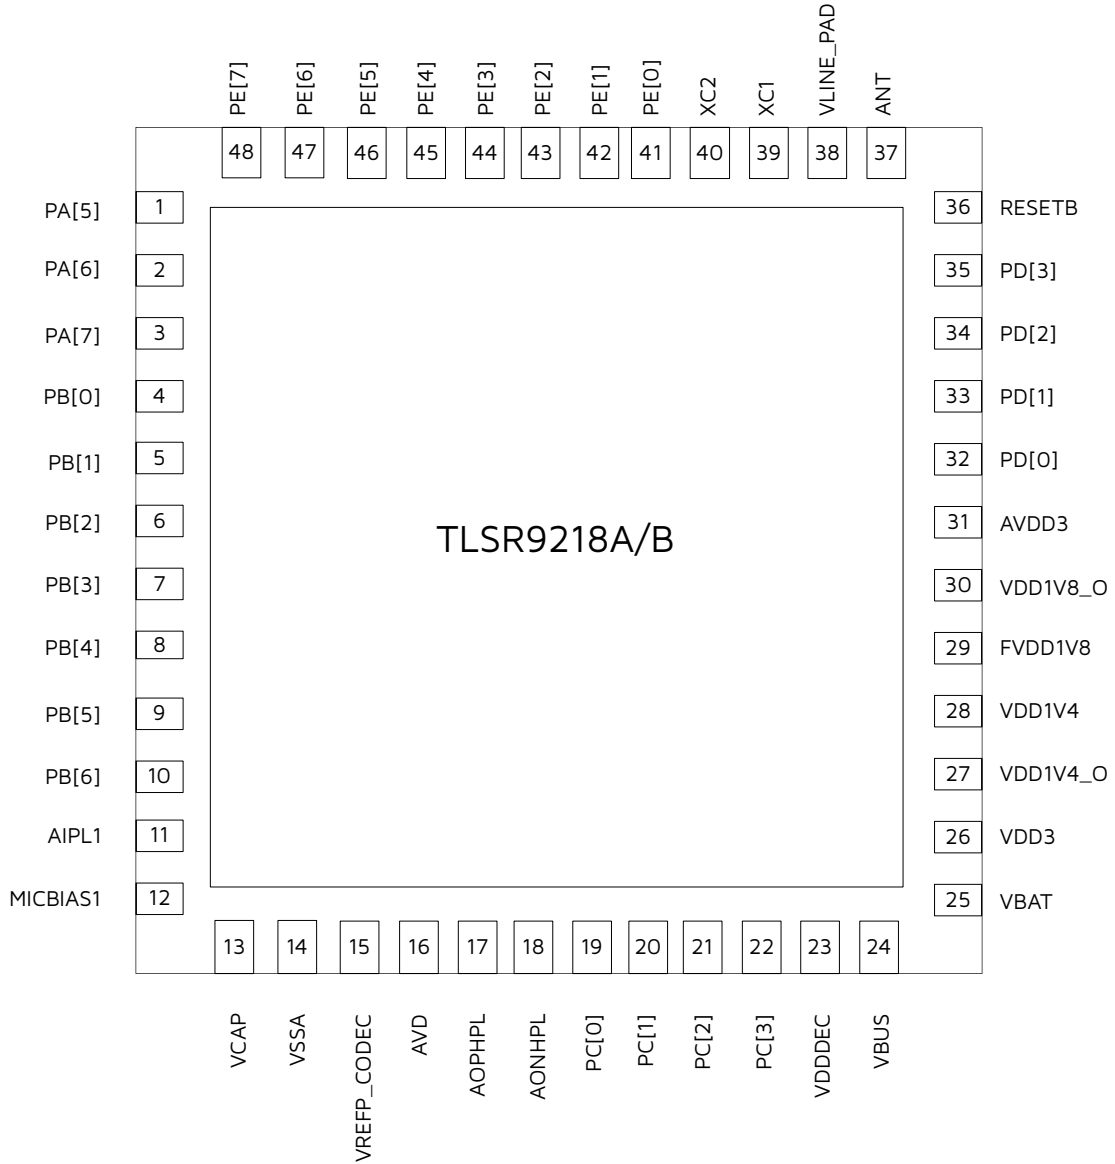 PE[7] PE[6] PE[5] PE[4] PE[3] PE[2] PE[1] PE[0] XC2 XC1 VLINE_PAD ANT
48 47 46 45 44 43 42 41 40 39 38 37
PA[5] 1 36 RESETB
PA[6] 2 35 PD[3]
PA[7] 3 34 PD[2]
PB[0] 4 33 PD[1]
PB[1] 5 32 PD[0]
PB[2] 6 31 AVDD3
TLSR9218A/B
PB[3] 7 30 VDD1V8_O
PB[4] 8 29 FVDD1V8
PB[5] 9 28 VDD1V4
PB[6] 10 27 VDD1V4_O
AIPL1 11 26 VDD3
MICBIAS1 12 25 VBAT
13 14 15 16 17 18 19 20 21 22 23 24
VCAP VSSA VREFP_CODEC AVD AOPHPL AONHPL PC[0] PC[1] PC[2] PC[3] VDDDEC VBUS